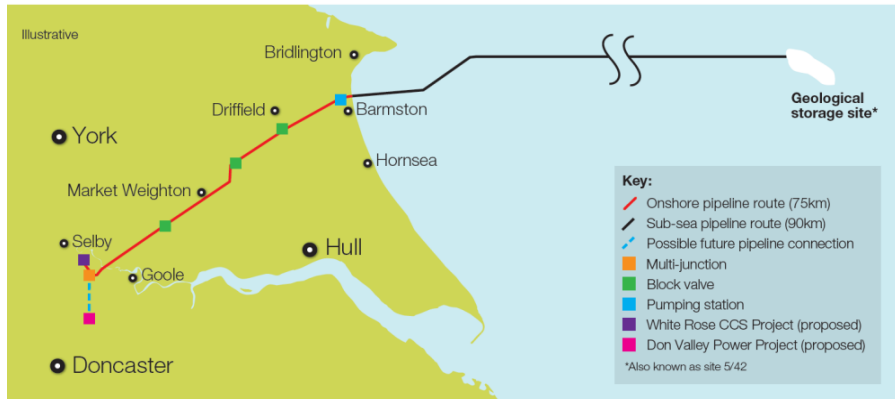 Illustrative
Bridlington
Driffield
Barmston
Geological
storage site*
York
Hornsea
Market Weighton
Selby
Hull
Goole
Doncaster
Key:
Onshore pipeline route (75km)
Sub-sea pipeline route (90km)
Possible future pipeline connection
Multi-junction
Block valve
Pumping station
White Rose CCS Project (proposed)
Don Valley Power Project (proposed)
*Also known as site 5/42